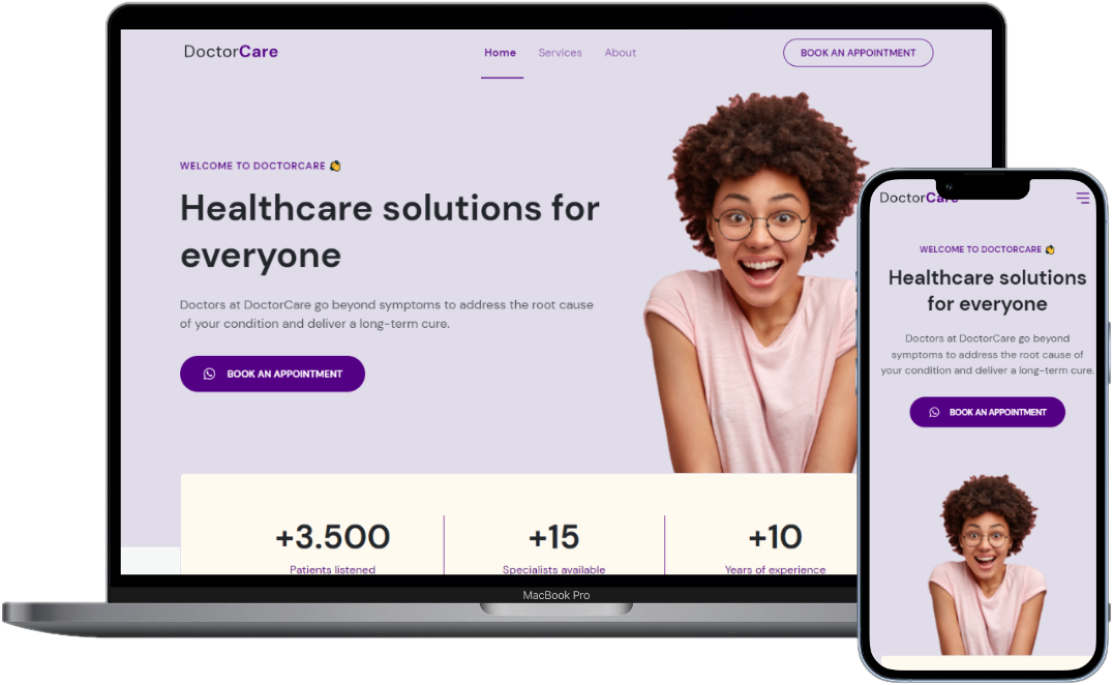 DoctorCare
Home Services About
BOOK AN APPOINTMENT
WELCOME TO DOCTORCARE
Healthcare solutions for
everyone
Doctors at DoctorCare go beyond symptoms to address the root cause
of your condition and deliver a long-term cure.
BOOK AN APPOINTMENT
+3.500
Patients listened
+15
Specialists available
+10
Years of experience
MacBook Pro
DoctorCare
WELCOME TO DOCTORCARE
Healthcare solutions
for everyone
Doctors at DoctorCare go beyond
symptoms to address the root cause of
your condition and deliver a long-term cure.
BOOK AN APPOINTMENT